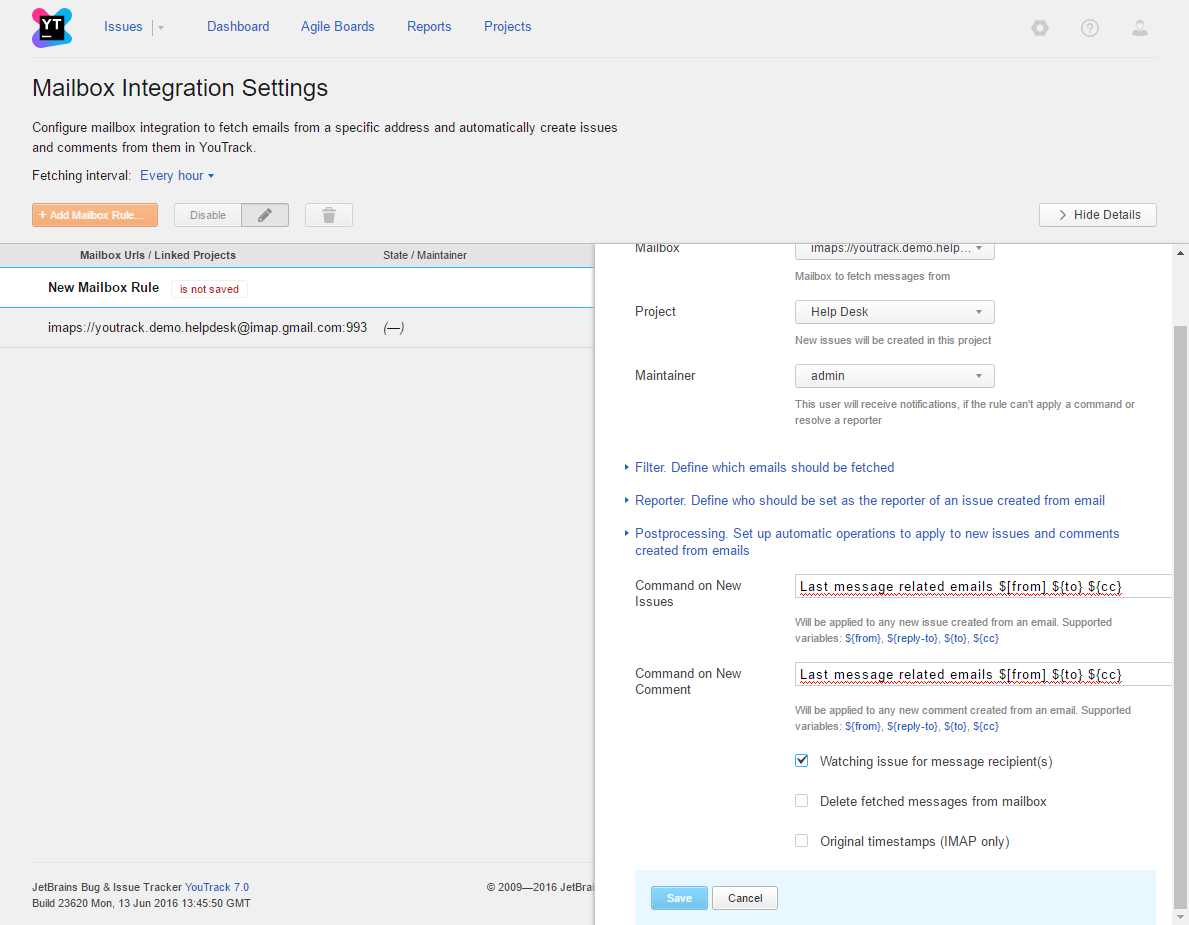 YT
Issues
Dashboard
Agile Boards
Reports
Projects
Mailbox Integration Settings
Configure mailbox integration to fetch emails from a specific address and automatically create issues
and comments from them in YouTrack.
Fetching interval: Every hour
+ Add Mailbox Rule...
Disable
Hide Details
Mailbox Urls / Linked Projects
State / Maintainer
New Mailbox Rule
is not saved
imaps://youtrack.demo.helpdesk@imap.gmail.com:993
(—)
Mailbox
imaps://youtrack.demo.help...
Mailbox to fetch messages from
Project
Help Desk
New issues will be created in this project
Maintainer
admin
This user will receive notifications, if the rule can't apply a command or
resolve a reporter
Filter. Define which emails should be fetched
Reporter. Define who should be set as the reporter of an issue created from email
Postprocessing. Set up automatic operations to apply to new issues and comments
created from emails
Command on New
Issues
Last message related emails $[from] ${to} ${cc}
Will be applied to any new issue created from an email. Supported
variables: ${from}, ${reply-to}, ${to}, ${cc}
Command on New
Comment
Last message related emails $[from] ${to} ${cc}
Will be applied to any new comment created from an email. Supported
variables: ${from}, ${reply-to}, ${to}, ${cc}
Watching issue for message recipient(s)
Delete fetched messages from mailbox
Original timestamps (IMAP only)
Save
Cancel
JetBrains Bug & Issue Tracker YouTrack 7.0
Build 23620 Mon, 13 Jun 2016 13:45:50 GMT
© 2009—2016 JetBrai